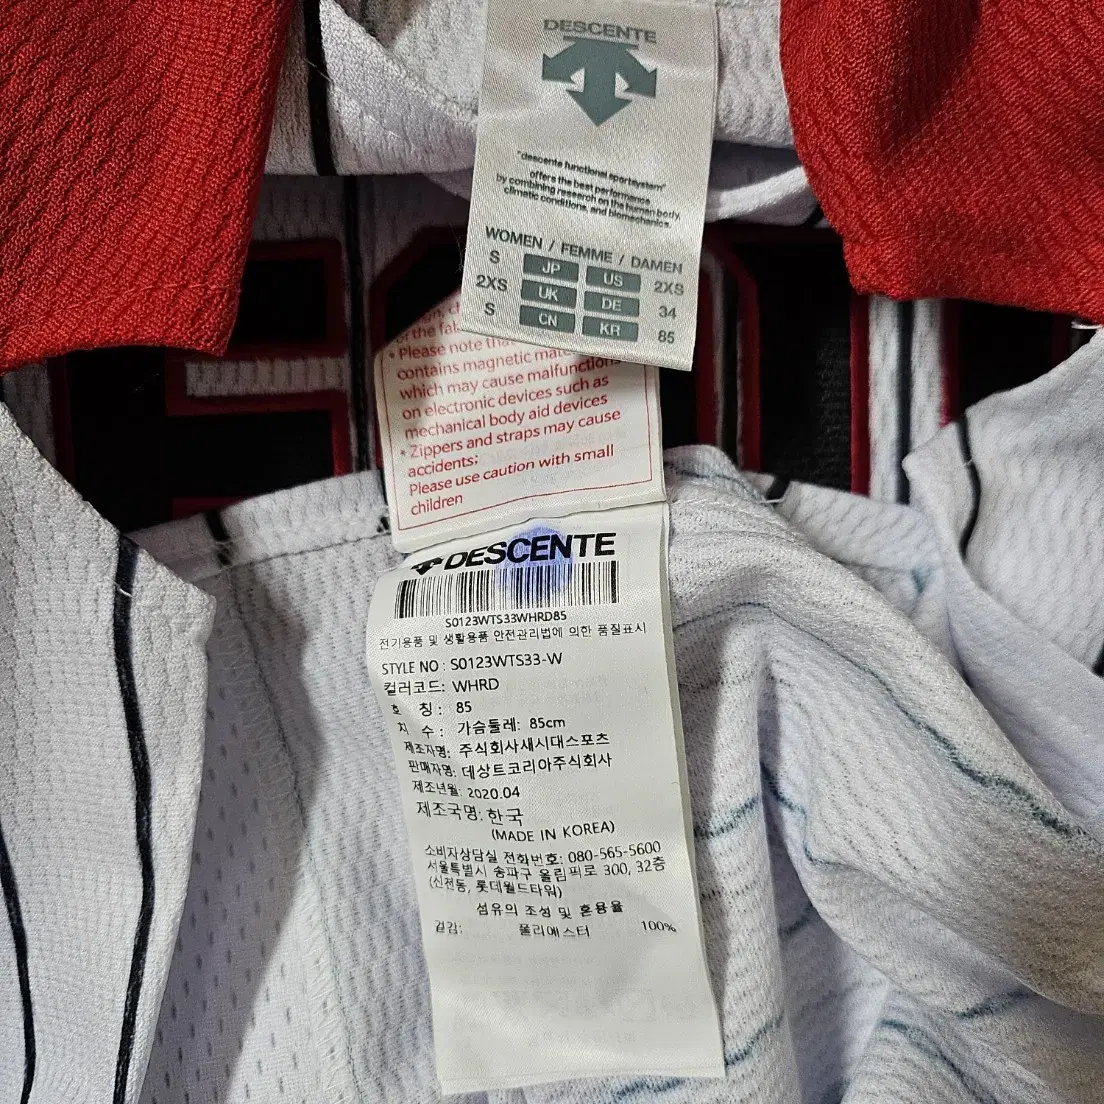 DESCENTE
"descente functional sportsystem"
offers the best performance
by combining research on the human body,
climatic conditions, and biomechanics.
WOMEN / FEMME / DAMEN
S JP US 2XS
2XS UK DE 34
S CN KR 85
of the fab
• Please note that
contains magnetic mate
which may cause malfunction
on electronic devices such as
mechanical body aid devices
• Zippers and straps may cause
accidents:
Please use caution with small
children
DESCENTE
S0123WTS33WHRD85
전기용품 및 생활용품 안전관리법에 의한 품질표시
STYLE NO : S0123WTS33-W
컬러코드: WHRD
호 칭 : 85
치 수 : 가슴둘레: 85cm
제조자명: 주식회사새시대스포츠
판매자명: 데상트코리아주식회사
제조년월: 2020.04
제조국명: 한국
(MADE IN KOREA)
소비자상담실 전화번호: 080-565-5600
서울특별시 송파구 올림픽로 300, 32층
(신천동, 롯데월드타워)
섬유의 조성 및 혼용율
겉감: 폴리에스터 100%